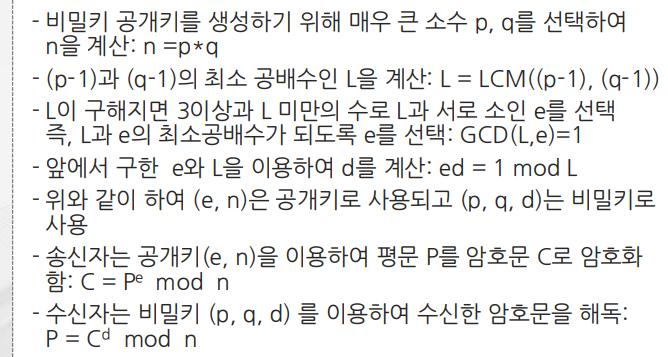 - 비밀키 공개키를 생성하기 위해 매우 큰 소수 p, q를 선택하여
n을 계산: n =p*q
- (p-1)과 (q-1)의 최소 공배수인 L을 계산: L = LCM((p-1), (q-1))
- L이 구해지면 3이상과 L 미만의 수로 L과 서로 소인 e를 선택
즉, L과 e의 최소공배수가 되도록 e를 선택: GCD(L,e)=1
- 앞에서 구한 e와 L을 이용하여 d를 계산: ed = 1 mod L
- 위와 같이 하여 (e, n)은 공개키로 사용되고 (p, q, d)는 비밀키로
사용
- 송신자는 공개키(e, n)을 이용하여 평문 P를 암호문 C로 암호화
함: C = Pᵉ mod n
- 수신자는 비밀키 (p, q, d) 를 이용하여 수신한 암호문을 해독:
P = Cᵈ mod n